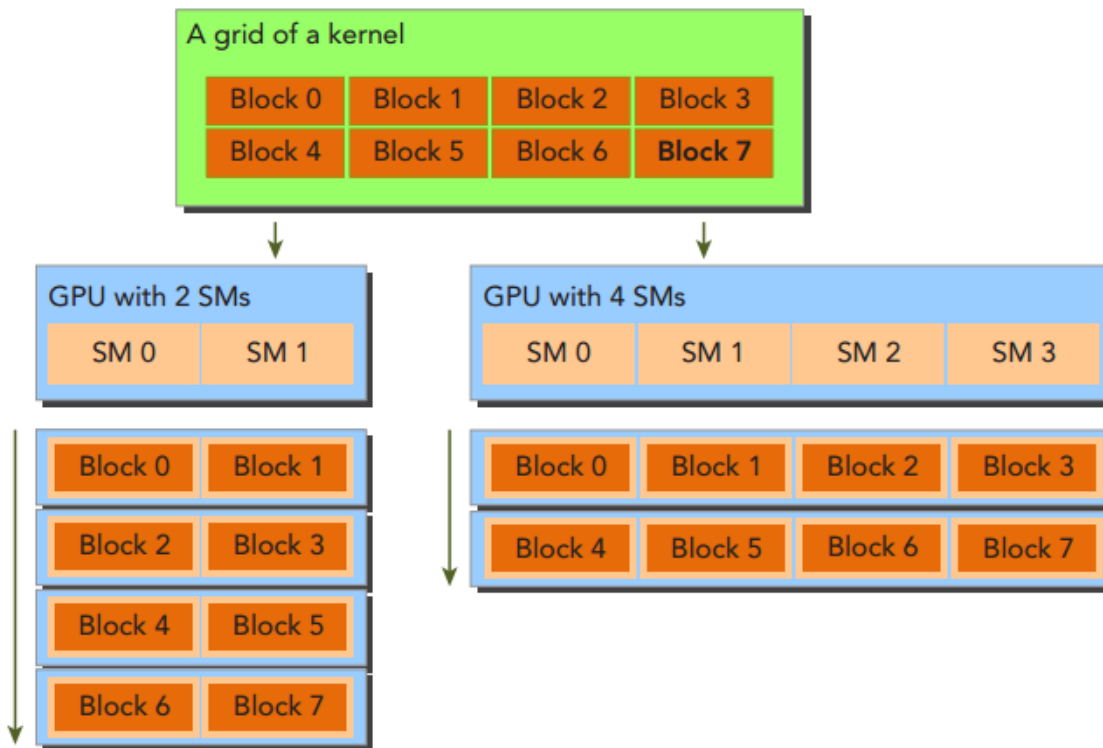 A grid of a kernel
Block 0 Block 1 Block 2 Block 3
Block 4 Block 5 Block 6 Block 7
GPU with 2 SMs
SM 0 SM 1
Block 0 Block 1
Block 2 Block 3
Block 4 Block 5
Block 6 Block 7
GPU with 4 SMs
SM 0 SM 1 SM 2 SM 3
Block 0 Block 1 Block 2 Block 3
Block 4 Block 5 Block 6 Block 7